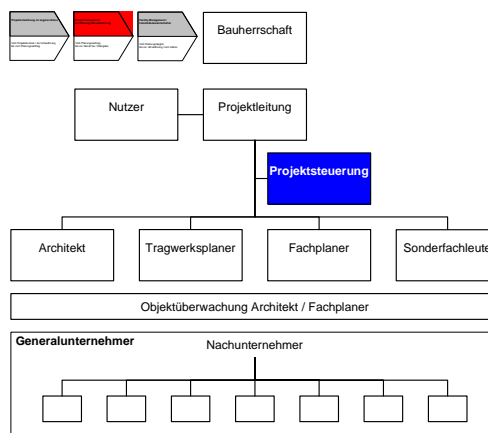 Bauherrschaft
Nutzer
Projektleitung
Projektsteuerung
Architekt
Tragwerksplaner
Fachplaner
Sonderfachleute
Objektüberwachung Architekt / Fachplaner
Generalunternehmer
Nachunternehmer